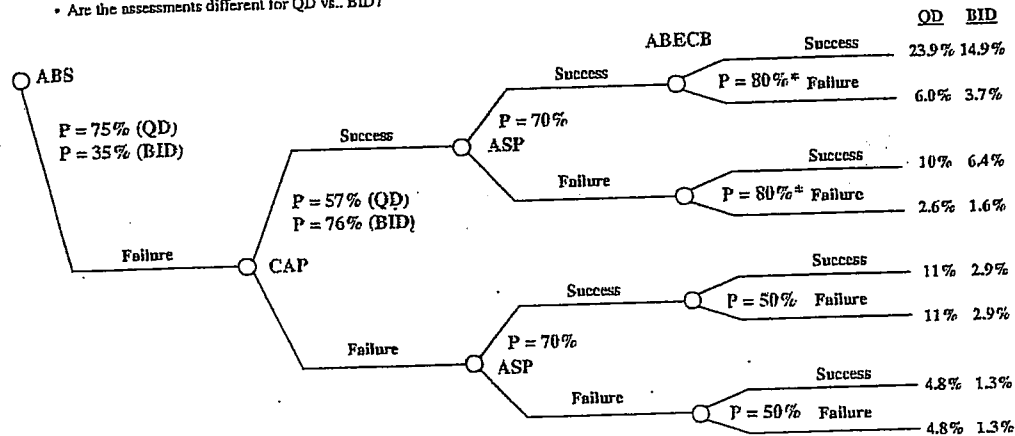 • Are the assessments different for QD vs.. BID?
QD BID
ABECB
Success
23.9% 14.9%
ABS
Success
P = 80%* Failure
6.0% 3.7%
P = 75% (QD)
P = 35% (BID)
Success
P = 70%
ASP
Success
10% 6.4%
Failure
P = 80%* Failure
2.6% 1.6%
P = 57% (QD)
P = 76% (BID)
Failure
CAP
Success
11% 2.9%
Success
P = 50% Failure
11% 2.9%
Failure
P = 70%
ASP
Success
4.8% 1.3%
Failure
P = 50% Failure
4.8% 1.3%